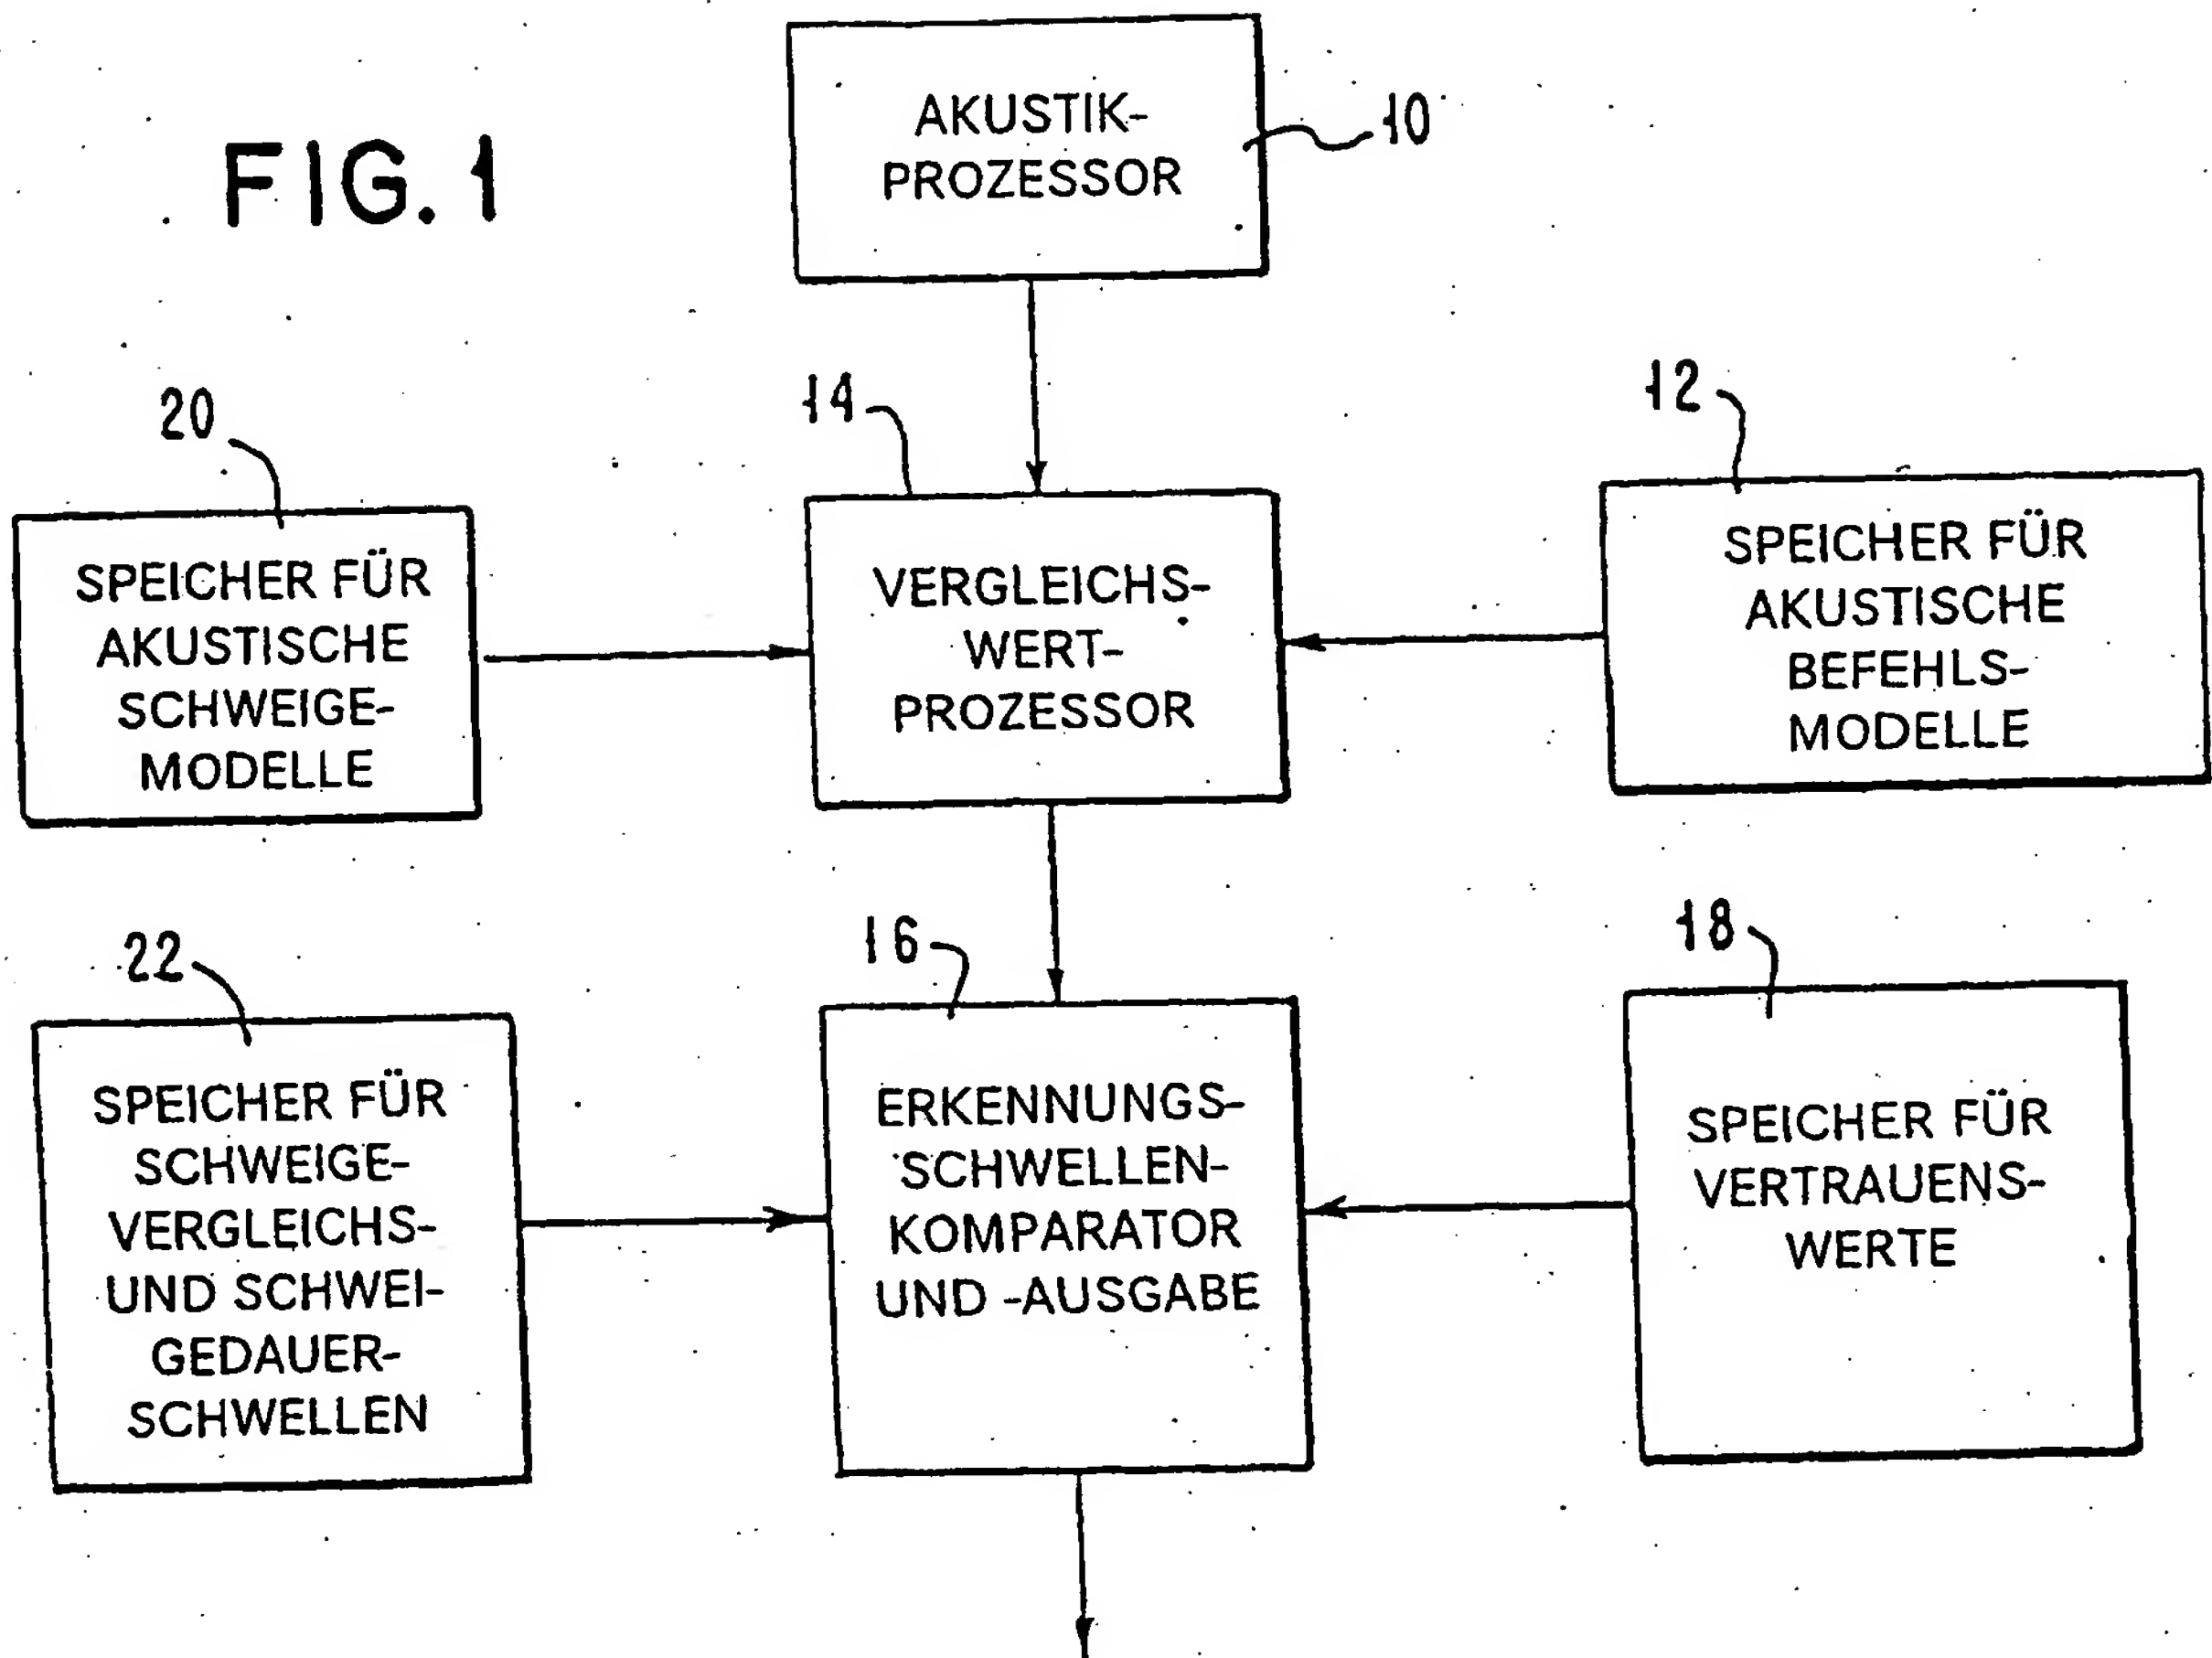 FIG. 1
AKUSTIK-
PROZESSOR
10
20
SPEICHER FÜR
AKUSTISCHE
SCHWEIGE-
MODELLE
14
VERGLEICHS-
WERT-
PROZESSOR
12
SPEICHER FÜR
AKUSTISCHE
BEFEHLS-
MODELLE
22
SPEICHER FÜR
SCHWEIGE-
VERGLEICHS-
UND SCHWEI-
GEDAUER-
SCHWELLEN
16
ERKENNUNGS-
SCHWELLEN-
KOMPARATOR
UND -AUSGABE
18
SPEICHER FÜR
VERTRAUENS-
WERTE